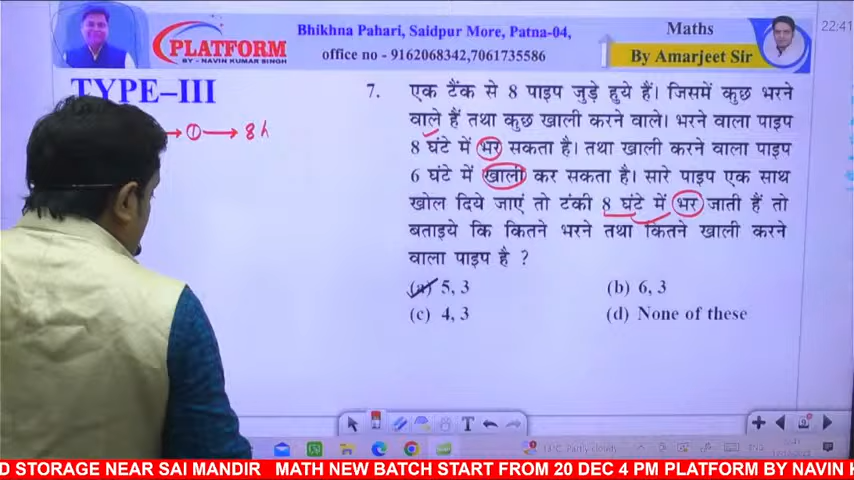 Bhikhna Pahari, Saidpur More, Patna-04,
office no - 9162068342,7061735586
PLATFORM
BY - NAVIN KUMAR SINGH
Maths
By Amarjeet Sir
22:41
TYPE–III
→ 1 → 8 h
7. एक टैंक से 8 पाइप जुड़े हुये हैं। जिसमें कुछ भरने
वाले हैं तथा कुछ खाली करने वाले। भरने वाला पाइप
8 घंटे में भर सकता है। तथा खाली करने वाला पाइप
6 घंटे में खाली कर सकता है। सारे पाइप एक साथ
खोल दिये जाएं तो टंकी 8 घंटे में भर जाती हैं तो
बताइये कि कितने भरने तथा कितने खाली करने
वाला पाइप है ?
(a) 5, 3 (b) 6, 3
(c) 4, 3 (d) None of these
D STORAGE NEAR SAI MANDIR MATH NEW BATCH START FROM 20 DEC 4 PM PLATFORM BY NAVIN K